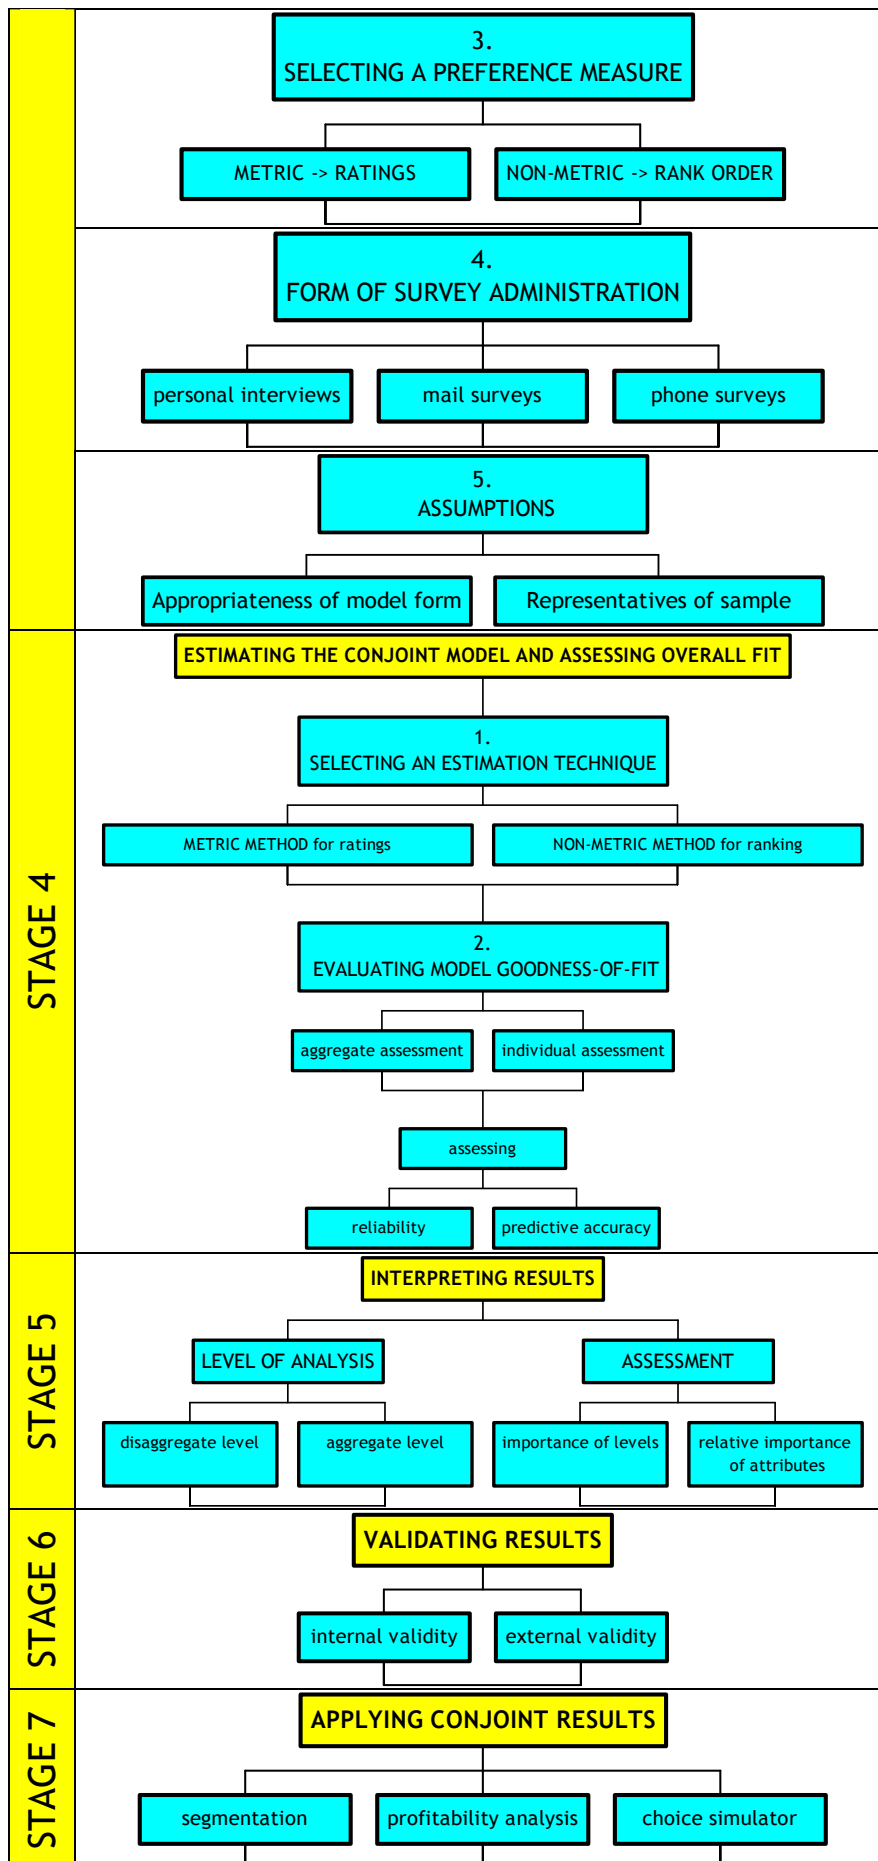 3.
SELECTING A PREFERENCE MEASURE
METRIC -> RATINGS
NON-METRIC -> RANK ORDER
4.
FORM OF SURVEY ADMINISTRATION
personal interviews
mail surveys
phone surveys
5.
ASSUMPTIONS
Appropriateness of model form
Representatives of sample
STAGE 4
ESTIMATING THE CONJOINT MODEL AND ASSESSING OVERALL FIT
1.
SELECTING AN ESTIMATION TECHNIQUE
METRIC METHOD for ratings
NON-METRIC METHOD for ranking
2.
EVALUATING MODEL GOODNESS-OF-FIT
aggregate assessment
individual assessment
assessing
reliability
predictive accuracy
STAGE 5
INTERPRETING RESULTS
LEVEL OF ANALYSIS
ASSESSMENT
disaggregate level
aggregate level
importance of levels
relative importance
of attributes
STAGE 6
VALIDATING RESULTS
internal validity
external validity
STAGE 7
APPLYING CONJOINT RESULTS
segmentation
profitability analysis
choice simulator